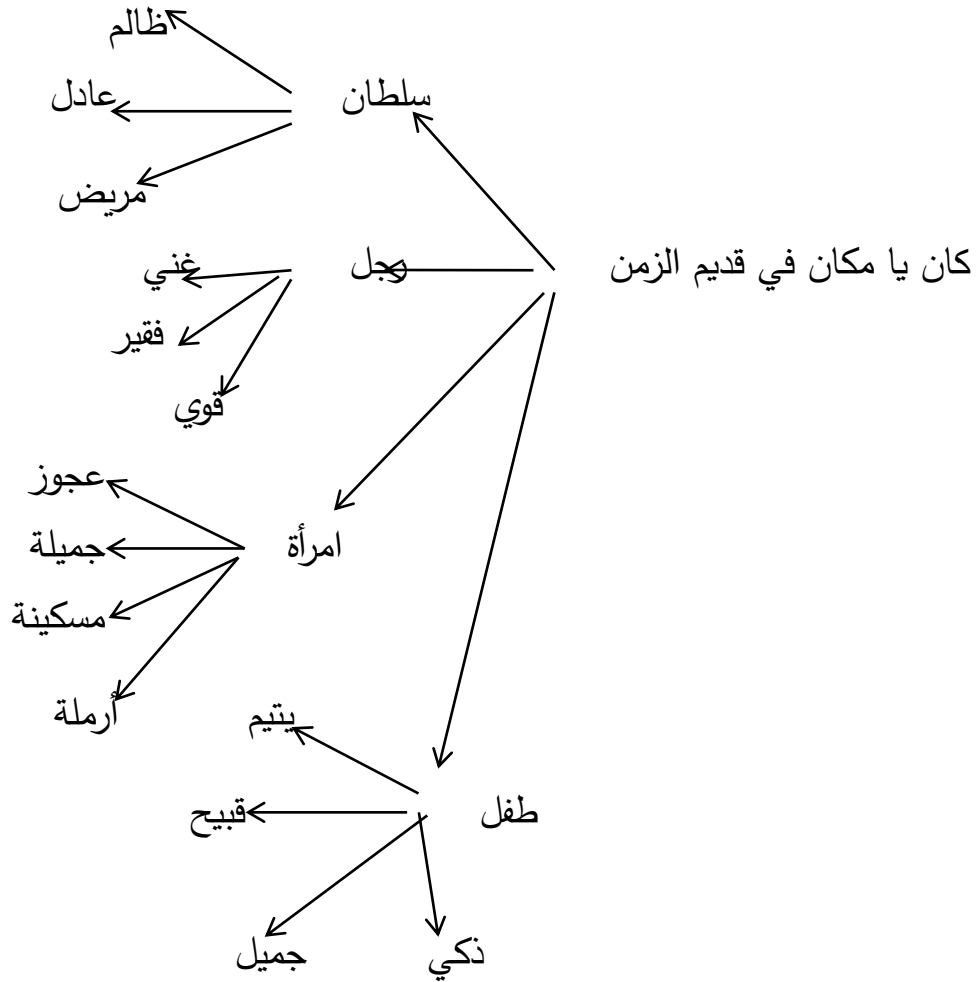 كان يا مكان في قديم الزمن
سلطان
ظالم
عادل
مريض
رجل
غني
فقير
قوي
امرأة
عجوز
جميلة
مسكينة
أرملة
طفل
يتيم
قبيح
جميل
ذكي